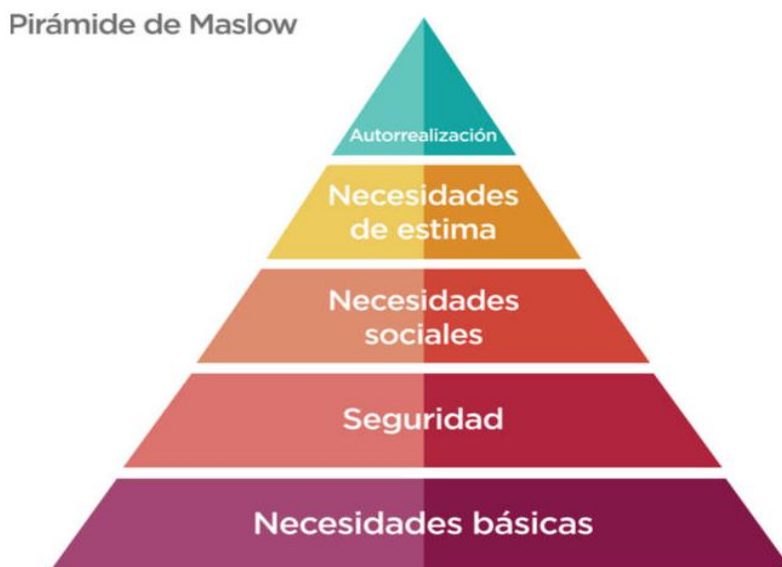 Pirámide de Maslow
Autorrealización
Necesidades
de estima
Necesidades
sociales
Seguridad
Necesidades básicas